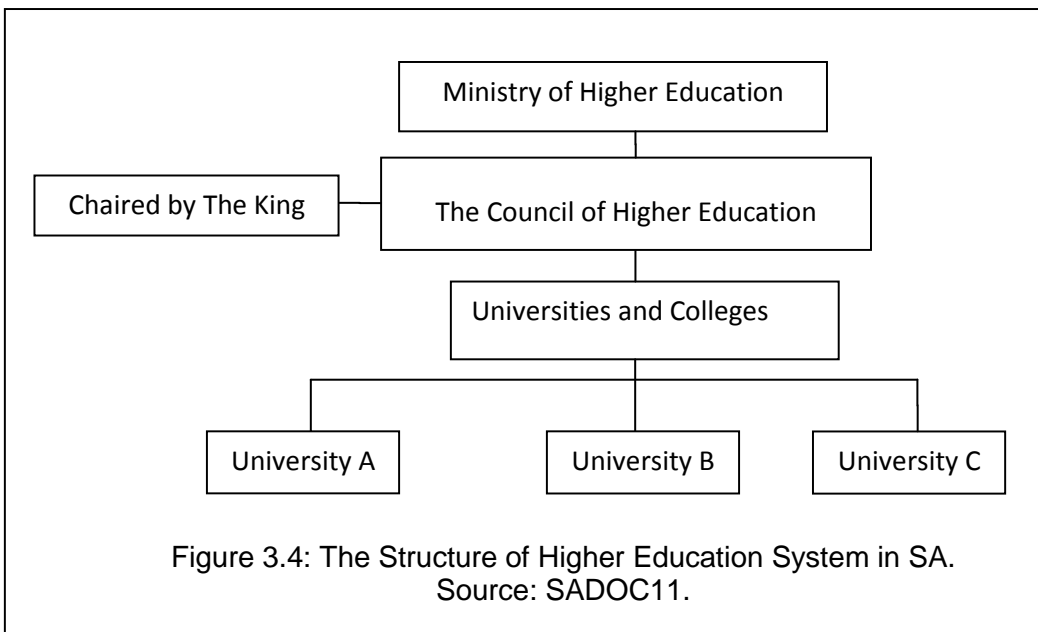 Ministry of Higher Education
Chaired by The King
The Council of Higher Education
Universities and Colleges
University A
University B
University C
Figure 3.4: The Structure of Higher Education System in SA.
Source: SADOC11.